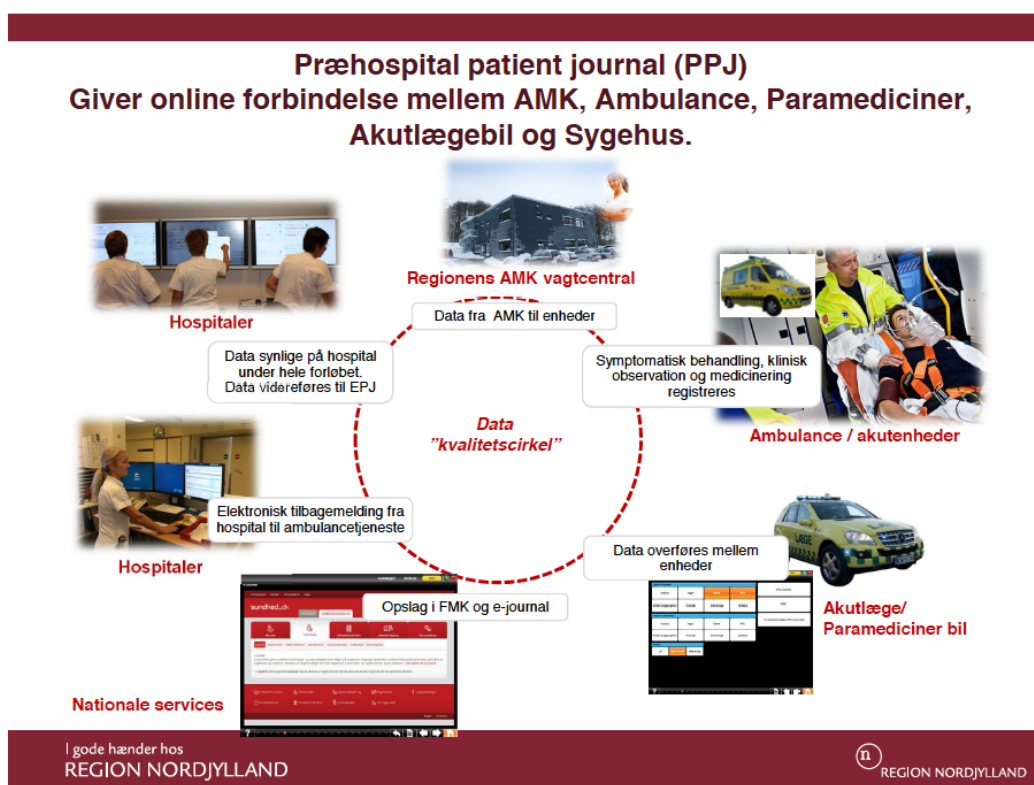 Præhospital patient journal (PPJ)
Giver online forbindelse mellem AMK, Ambulance, Paramediciner,
Akutlægebil og Sygehus.
Regionens AMK vagtcentral
Data fra AMK til enheder
Hospitaler
Data synlige på hospital
under hele forløbet.
Data videreføres til EPJ
Symptomatisk behandling, klinisk
observation og medicinering
registreres
Ambulance / akutenheder
Data
”kvalitetscirkel”
Elektronisk tilbagemelding fra
hospital til ambulancetjeneste
Hospitaler
Data overføres mellem
enheder
LÆGE
Akutlæge/
Paramediciner bil
Opslag i FMK og e-journal
sundhed.dk
Nationale services
I gode hænder hos
REGION NORDJYLLAND
n
REGION NORDJYLLAND